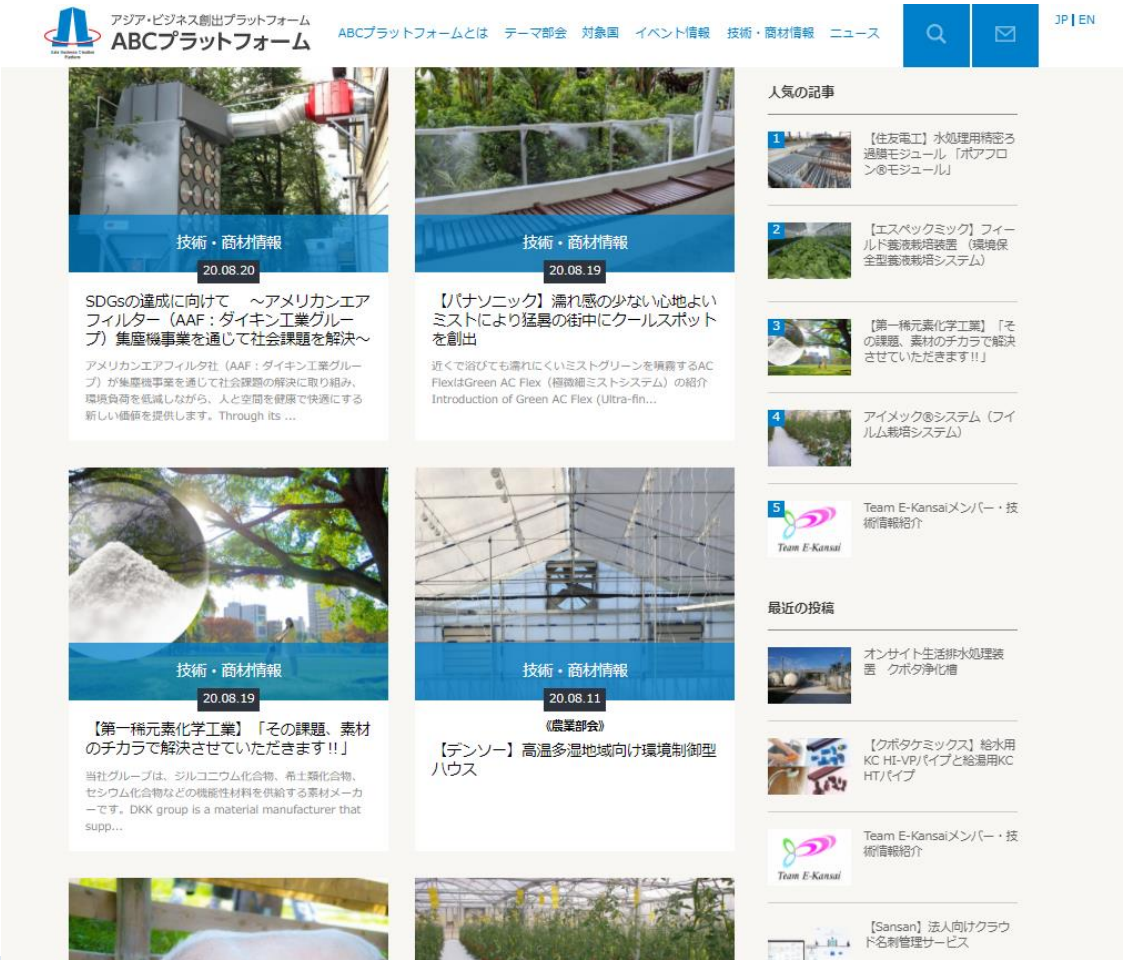 アジア・ビジネス創出プラットフォーム
ABCプラットフォーム
Asia Business Creation
Platform
ABCプラットフォームとは テーマ部会 対象国 イベント情報 技術・商材情報 ニュース
JP | EN
技術・商材情報
20.08.20
SDGsの達成に向けて ～アメリカンエア
フィルター（AAF：ダイキン工業グルー
プ）集塵機事業を通じて社会課題を解決～
アメリカンエアフィルタ社（AAF：ダイキン工業グルー
プ）が集塵機事業を通じて社会課題の解決に取り組み、
環境負荷を低減しながら、人と空間を健康で快適にする
新しい価値を提供します。Through its ...
技術・商材情報
20.08.19
【パナソニック】濡れ感の少ない心地よい
ミストにより猛暑の街中にクールスポット
を創出
近くで浴びても濡れにくいミストグリーンを噴霧するAC
FlexはGreen AC Flex（極微細ミストシステム）の紹介
Introduction of Green AC Flex (Ultra-fin...
技術・商材情報
20.08.19
【第一稀元素化学工業】「その課題、素材
のチカラで解決させていただきます!!」
当社グループは、ジルコニウム化合物、希土類化合物、
セシウム化合物などの機能性材料を供給する素材メーカ
ーです。DKK group is a material manufacturer that
supp...
技術・商材情報
20.08.11
《農業部会》
【デンソー】高温多湿地域向け環境制御型
ハウス
人気の記事
1
【住友電工】水処理用精密ろ
過膜モジュール 「ポアフロ
ン®モジュール」
2
【エスペックミック】フィー
ルド養液栽培装置 （環境保
全型養液栽培システム）
3
【第一稀元素化学工業】「そ
の課題、素材のチカラで解決
させていただきます!!」
4
アイメック®システム（フイ
ルム栽培システム）
5
Team E-Kansai
Team E-Kansaiメンバー・技
術情報紹介
最近の投稿
オンサイト生活排水処理装
置 クボタ浄化槽
【クボタケミックス】給水用
KC HI-VPパイプと給湯用KC
HTパイプ
Team E-Kansai
Team E-Kansaiメンバー・技
術情報紹介
【Sansan】法人向けクラウ
ド名刺管理サービス